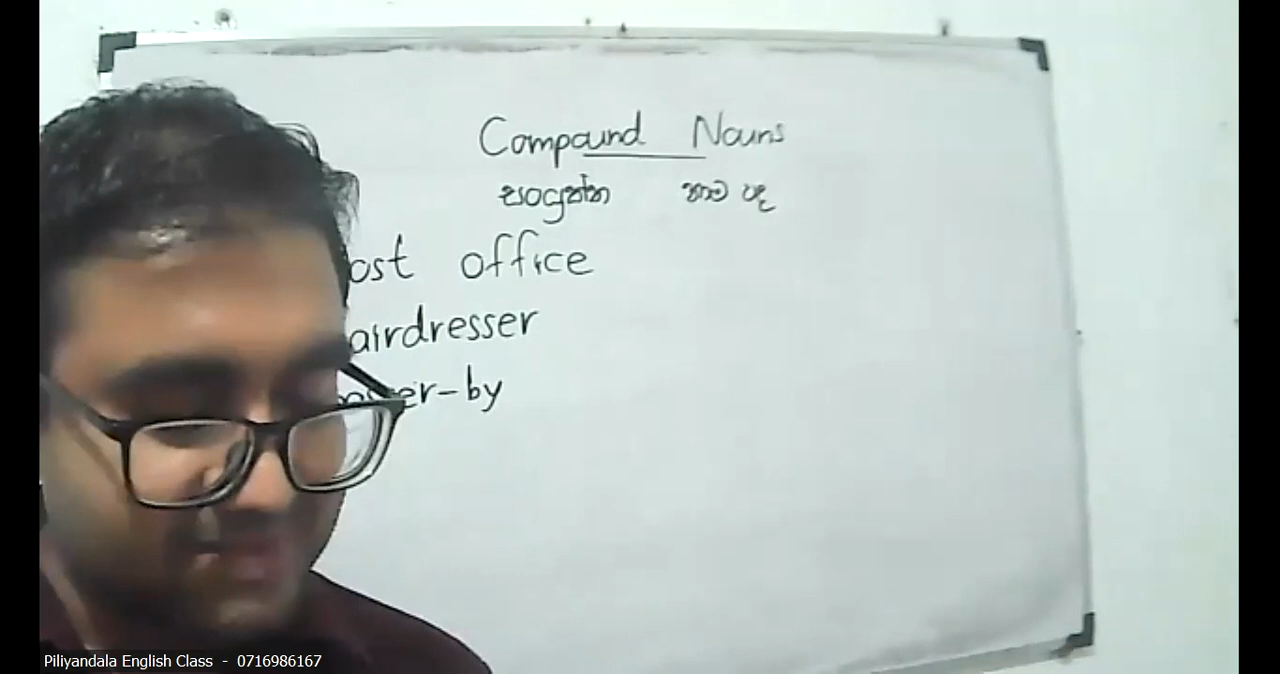 Compound Nouns
සංයුක්ත නාම පද
ost office
airdresser
er-by
Piliyandala English Class - 0716986167